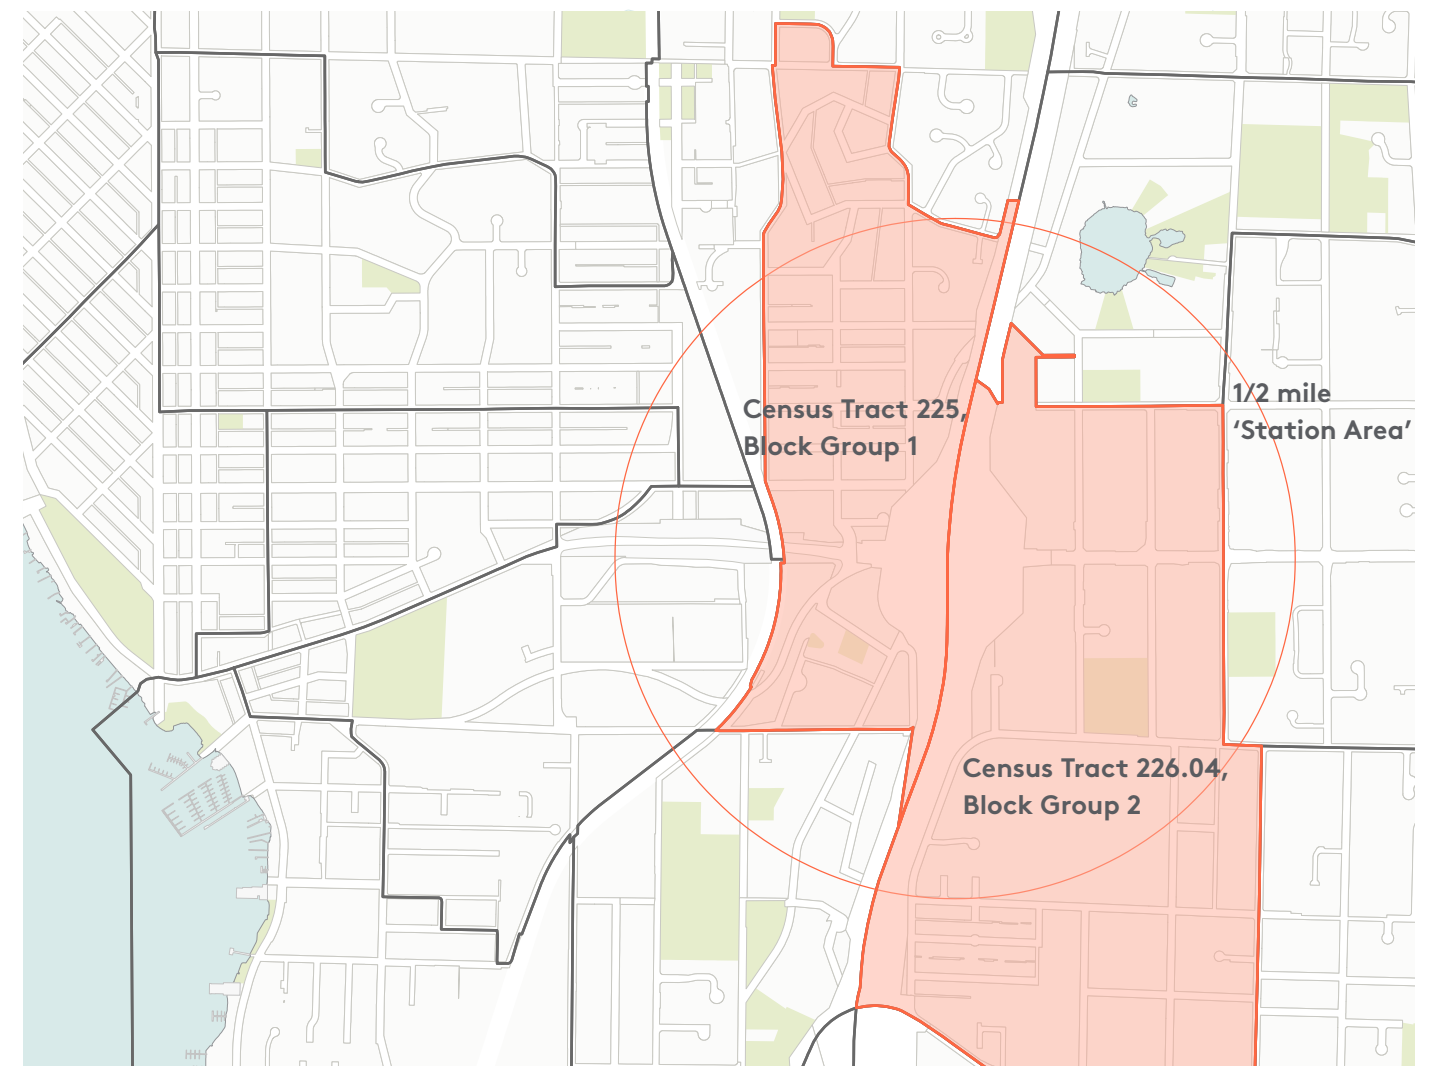 Census Tract 225,
Block Group 1
1/2 mile
‘Station Area’
Census Tract 226.04,
Block Group 2